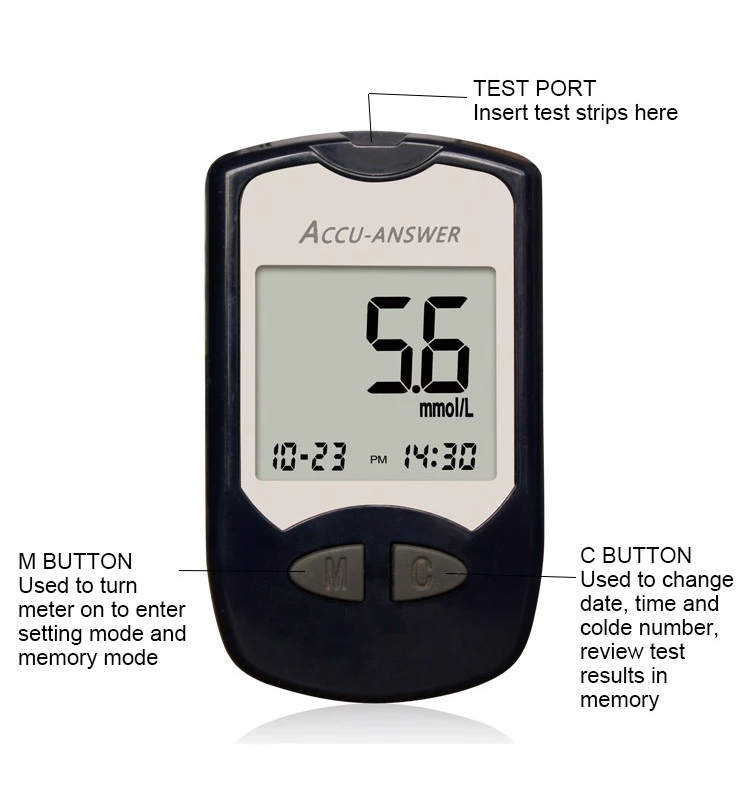 TEST PORT
Insert test strips here
ACCU-ANSWER
5.6
mmol/L
10-23 PM 14:30
M BUTTON
Used to turn
meter on to enter
setting mode and
memory mode
M
C
C BUTTON
Used to change
date, time and
colde number,
review test
results in
memory